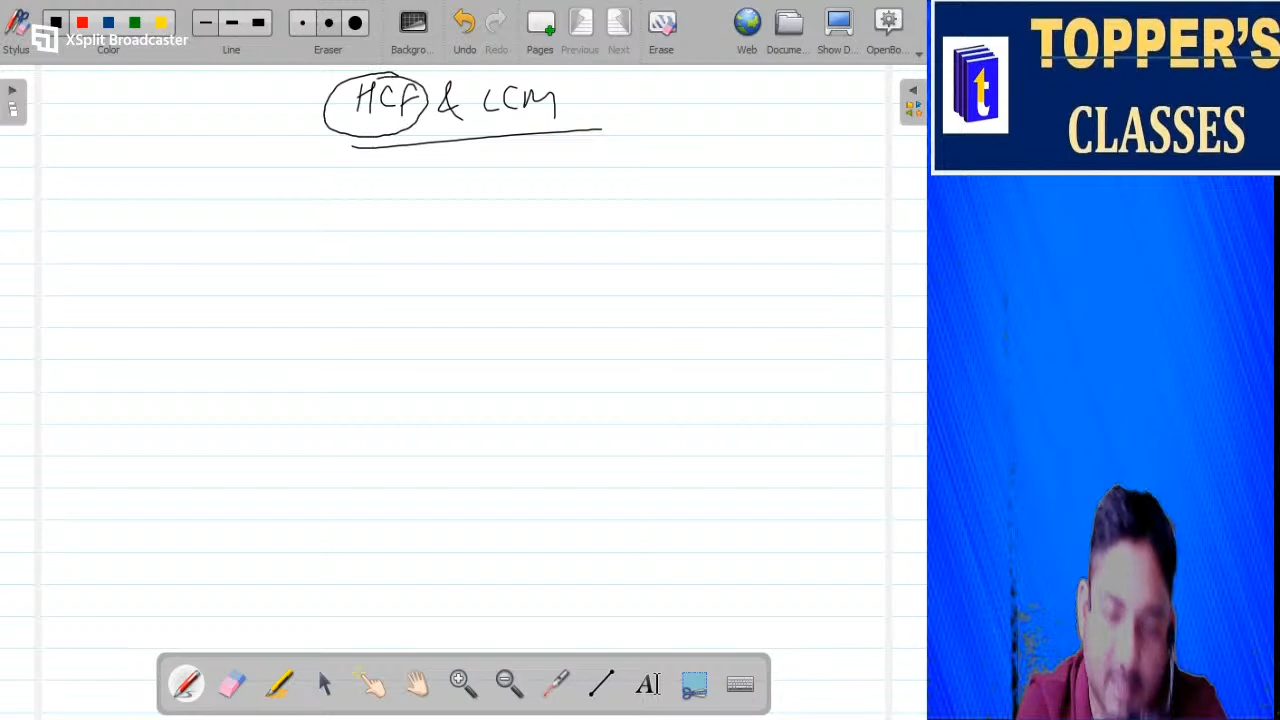 XSplit Broadcaster
Stylus Color Line Eraser Backgro... Undo Redo Pages Previous Next Erase Web Docume... Show D... OpenBo...
HCF & LCM
TOPPER'S
t
CLASSES
A